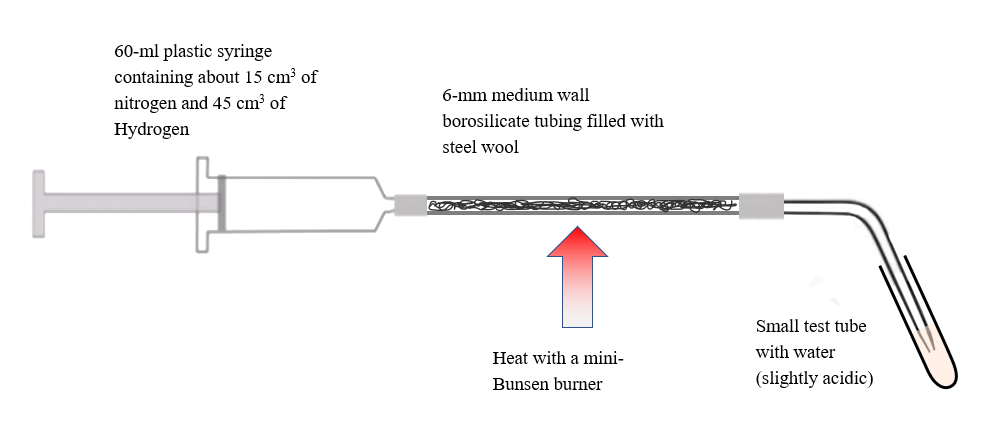 60-ml plastic syringe
containing about 15 cm³ of
nitrogen and 45 cm³ of
Hydrogen
6-mm medium wall
borosilicate tubing filled with
steel wool
Heat with a mini-
Bunsen burner
Small test tube
with water
(slightly acidic)